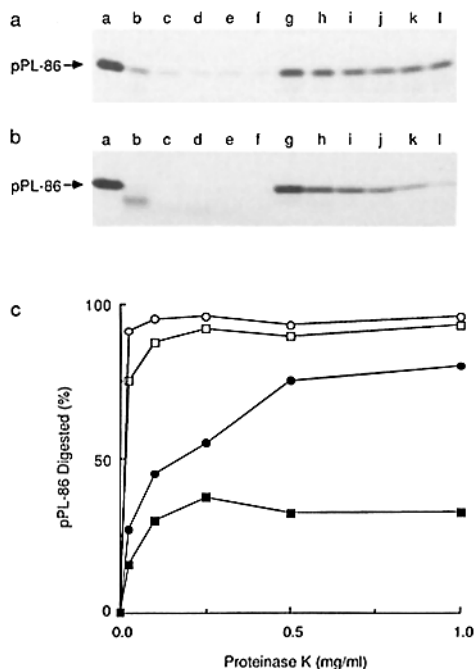 a
a b c d e f g h i j k l
pPL-86
b
a b c d e f g h i j k l
pPL-86
c
100
50
0
pPL-86 Digested (%)
0.0 0.5 1.0
Proteinase K (mg/ml)